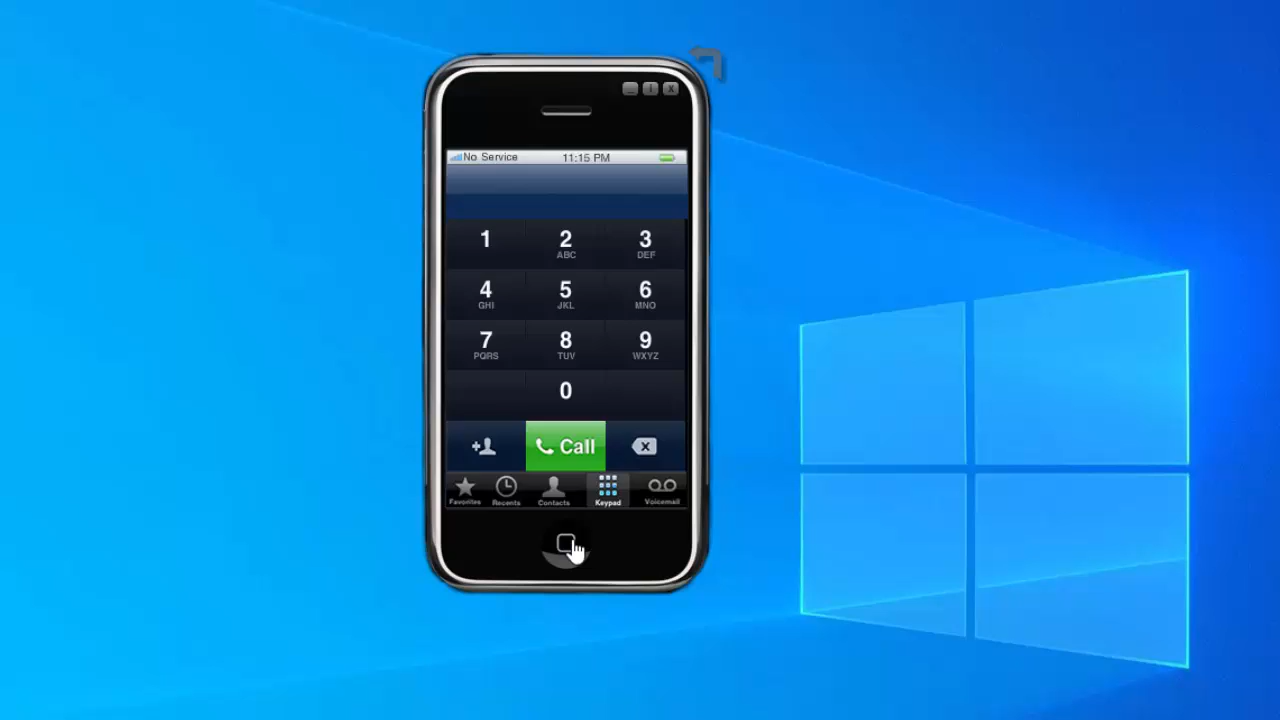 No Service 11:15 PM
1 2 3
ABC DEF
4 5 6
GHI JKL MNO
7 8 9
PQRS TUV WXYZ
0
Call
Favorites Recents Contacts Keypad Voicemail